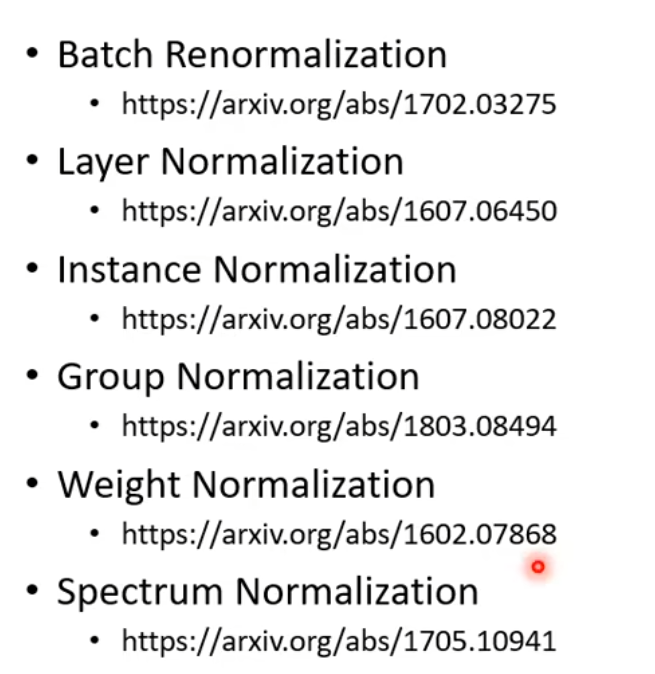 • Batch Renormalization
• https://arxiv.org/abs/1702.03275
• Layer Normalization
• https://arxiv.org/abs/1607.06450
• Instance Normalization
• https://arxiv.org/abs/1607.08022
• Group Normalization
• https://arxiv.org/abs/1803.08494
• Weight Normalization
• https://arxiv.org/abs/1602.07868
• Spectrum Normalization
• https://arxiv.org/abs/1705.10941